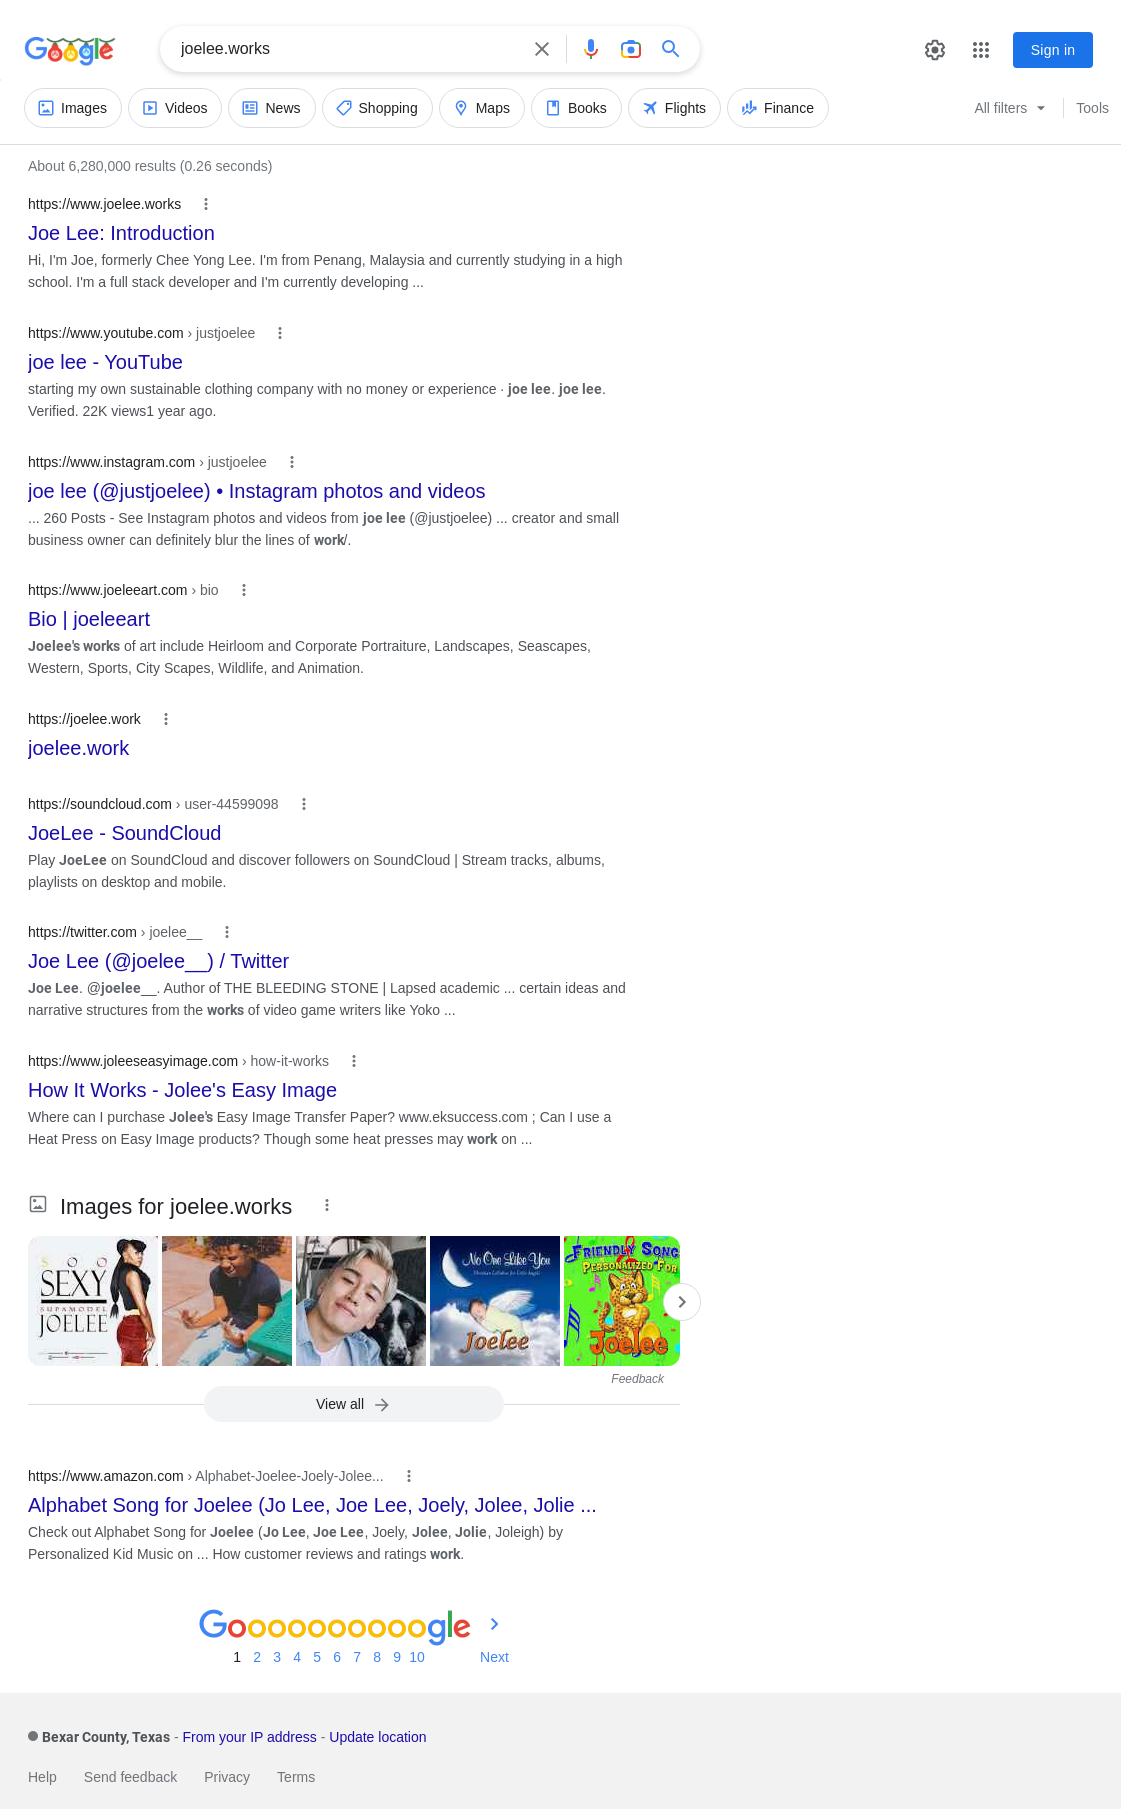 Google
joelee.works
Sign in
Images
Videos
News
Shopping
Maps
Books
Flights
Finance
All filters
Tools
About 6,280,000 results (0.26 seconds)
https://www.joelee.works
Joe Lee: Introduction
Hi, I'm Joe, formerly Chee Yong Lee. I'm from Penang, Malaysia and currently studying in a high
school. I'm a full stack developer and I'm currently developing ...
https://www.youtube.com › justjoelee
joe lee - YouTube
starting my own sustainable clothing company with no money or experience · joe lee. joe lee.
Verified. 22K views1 year ago.
https://www.instagram.com › justjoelee
joe lee (@justjoelee) • Instagram photos and videos
... 260 Posts - See Instagram photos and videos from joe lee (@justjoelee) ... creator and small
business owner can definitely blur the lines of work/.
https://www.joeleeart.com › bio
Bio | joeleeart
Joelee's works of art include Heirloom and Corporate Portraiture, Landscapes, Seascapes,
Western, Sports, City Scapes, Wildlife, and Animation.
https://joelee.work
joelee.work
https://soundcloud.com › user-44599098
JoeLee - SoundCloud
Play JoeLee on SoundCloud and discover followers on SoundCloud | Stream tracks, albums,
playlists on desktop and mobile.
https://twitter.com › joelee__
Joe Lee (@joelee__) / Twitter
Joe Lee. @joelee__. Author of THE BLEEDING STONE | Lapsed academic ... certain ideas and
narrative structures from the works of video game writers like Yoko ...
https://www.joleeseasyimage.com › how-it-works
How It Works - Jolee's Easy Image
Where can I purchase Jolee's Easy Image Transfer Paper? www.eksuccess.com ; Can I use a
Heat Press on Easy Image products? Though some heat presses may work on ...
Images for joelee.works
SOO
SEXY
SUPAMODEL
JOELEE
No One Like You
Joelee
FRIENDLY SONG
PERSONALIZED FOR
Joelee
Feedback
View all
https://www.amazon.com › Alphabet-Joelee-Joely-Jolee...
Alphabet Song for Joelee (Jo Lee, Joe Lee, Joely, Jolee, Jolie ...
Check out Alphabet Song for Joelee (Jo Lee, Joe Lee, Joely, Jolee, Jolie, Joleigh) by
Personalized Kid Music on ... How customer reviews and ratings work.
Goooooooooogle
1 2 3 4 5 6 7 8 9 10 Next
Bexar County, Texas - From your IP address - Update location
Help
Send feedback
Privacy
Terms